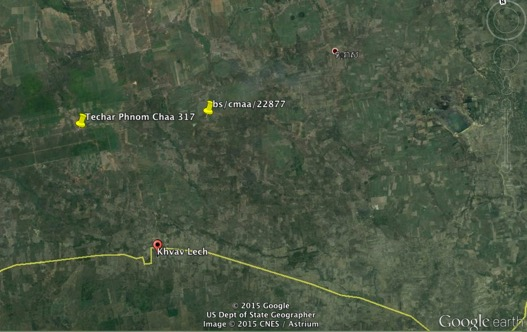 N
bs/cmaa/22877
Techar Phnom Chaa 317
Khvav Lech
© 2015 Google
US Dept of State Geographer
Image © 2015 CNES / Astrium
Google earth